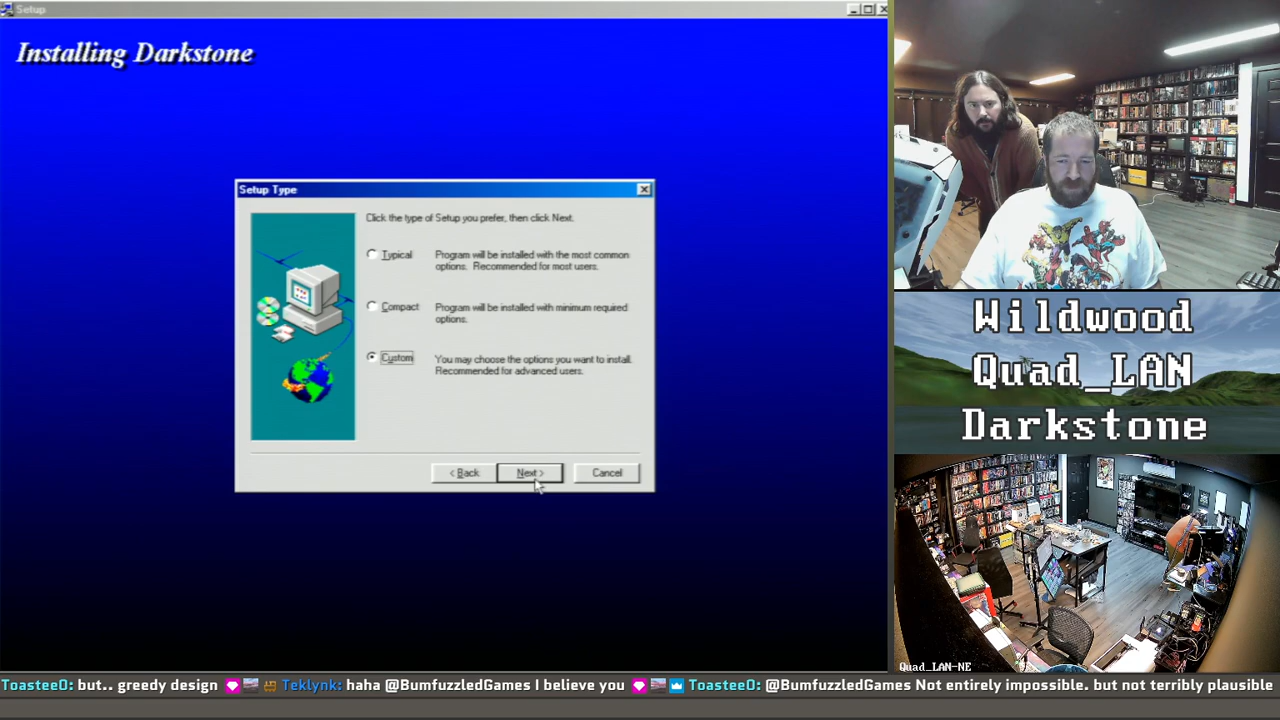 Setup
Installing Darkstone
Setup Type
Click the type of Setup you prefer, then click Next.
Typical
Program will be installed with the most common
options. Recommended for most users.
Compact
Program will be installed with minimum required
options.
Custom
You may choose the options you want to install.
Recommended for advanced users.
< Back
Next >
Cancel
Wildwood
Quad_LAN
Darkstone
Quad_LAN-NE
ToasteeO: but.. greedy design Teklynk: haha @BumfuzzledGames I believe you ToasteeO: @BumfuzzledGames Not entirely impossible. but not terribly plausible